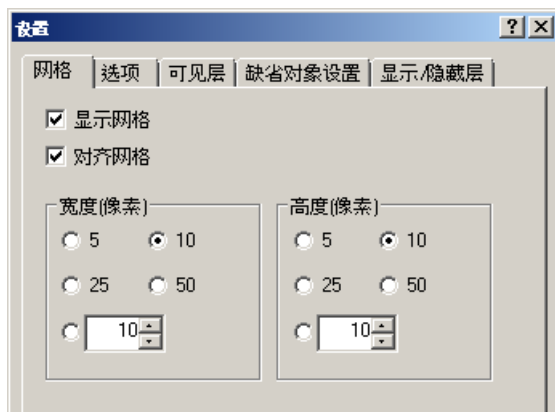 设置
网格 选项 可见层 缺省对象设置 显示/隐藏层
显示网格
对齐网格
宽度(像素) 高度(像素)
5 10 5 10
25 50 25 50
10 10